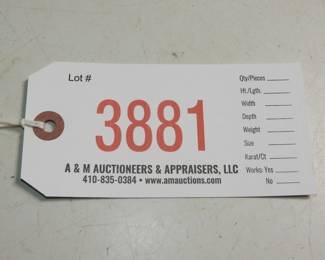 Lot #
3881
A & M AUCTIONEERS & APPRAISERS, LLC
410-835-0384 • www.amauctions.com
Qty/Pieces
Ht./Lgth.
Width
Depth
Weight
Size
Karat/Ct
Works: Yes
No